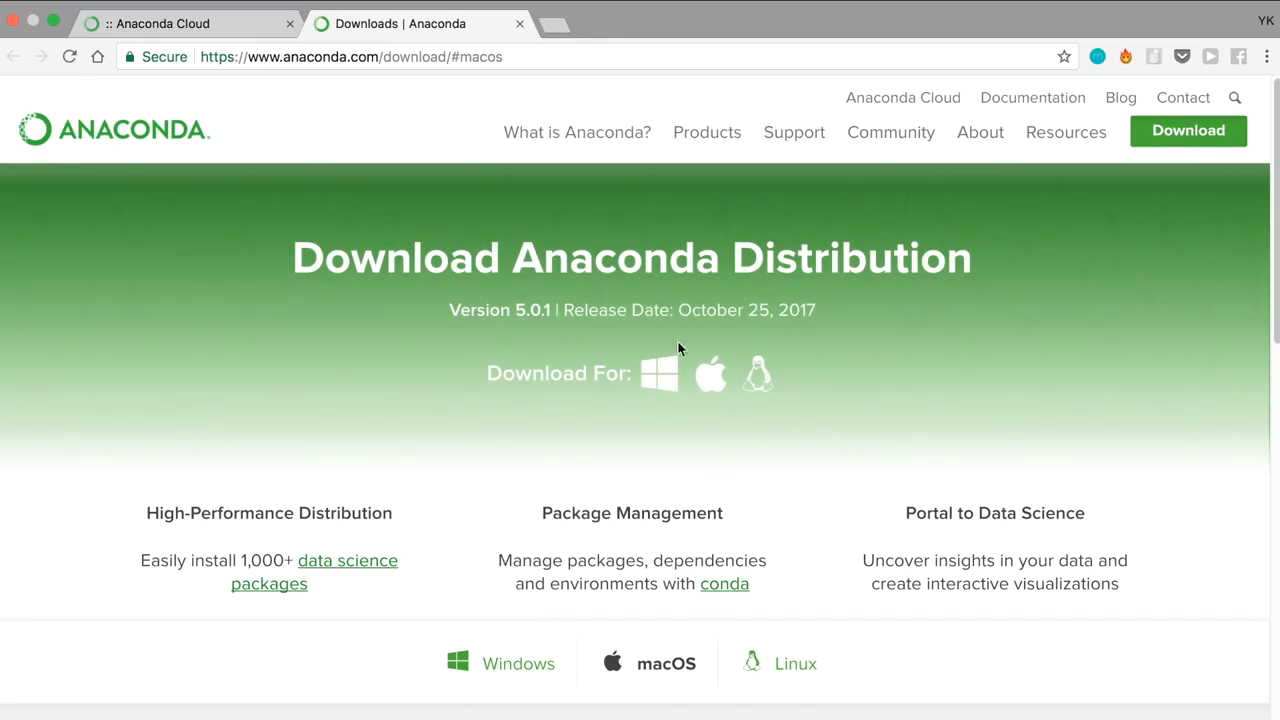 :: Anaconda Cloud
Downloads | Anaconda
YK
Secure
https://www.anaconda.com/download/#macos
Anaconda Cloud
Documentation
Blog
Contact
ANACONDA.
What is Anaconda?
Products
Support
Community
About
Resources
Download
Download Anaconda Distribution
Version 5.0.1 | Release Date: October 25, 2017
Download For:
High-Performance Distribution
Easily install 1,000+ data science
packages
Package Management
Manage packages, dependencies
and environments with conda
Portal to Data Science
Uncover insights in your data and
create interactive visualizations
Windows
macOS
Linux